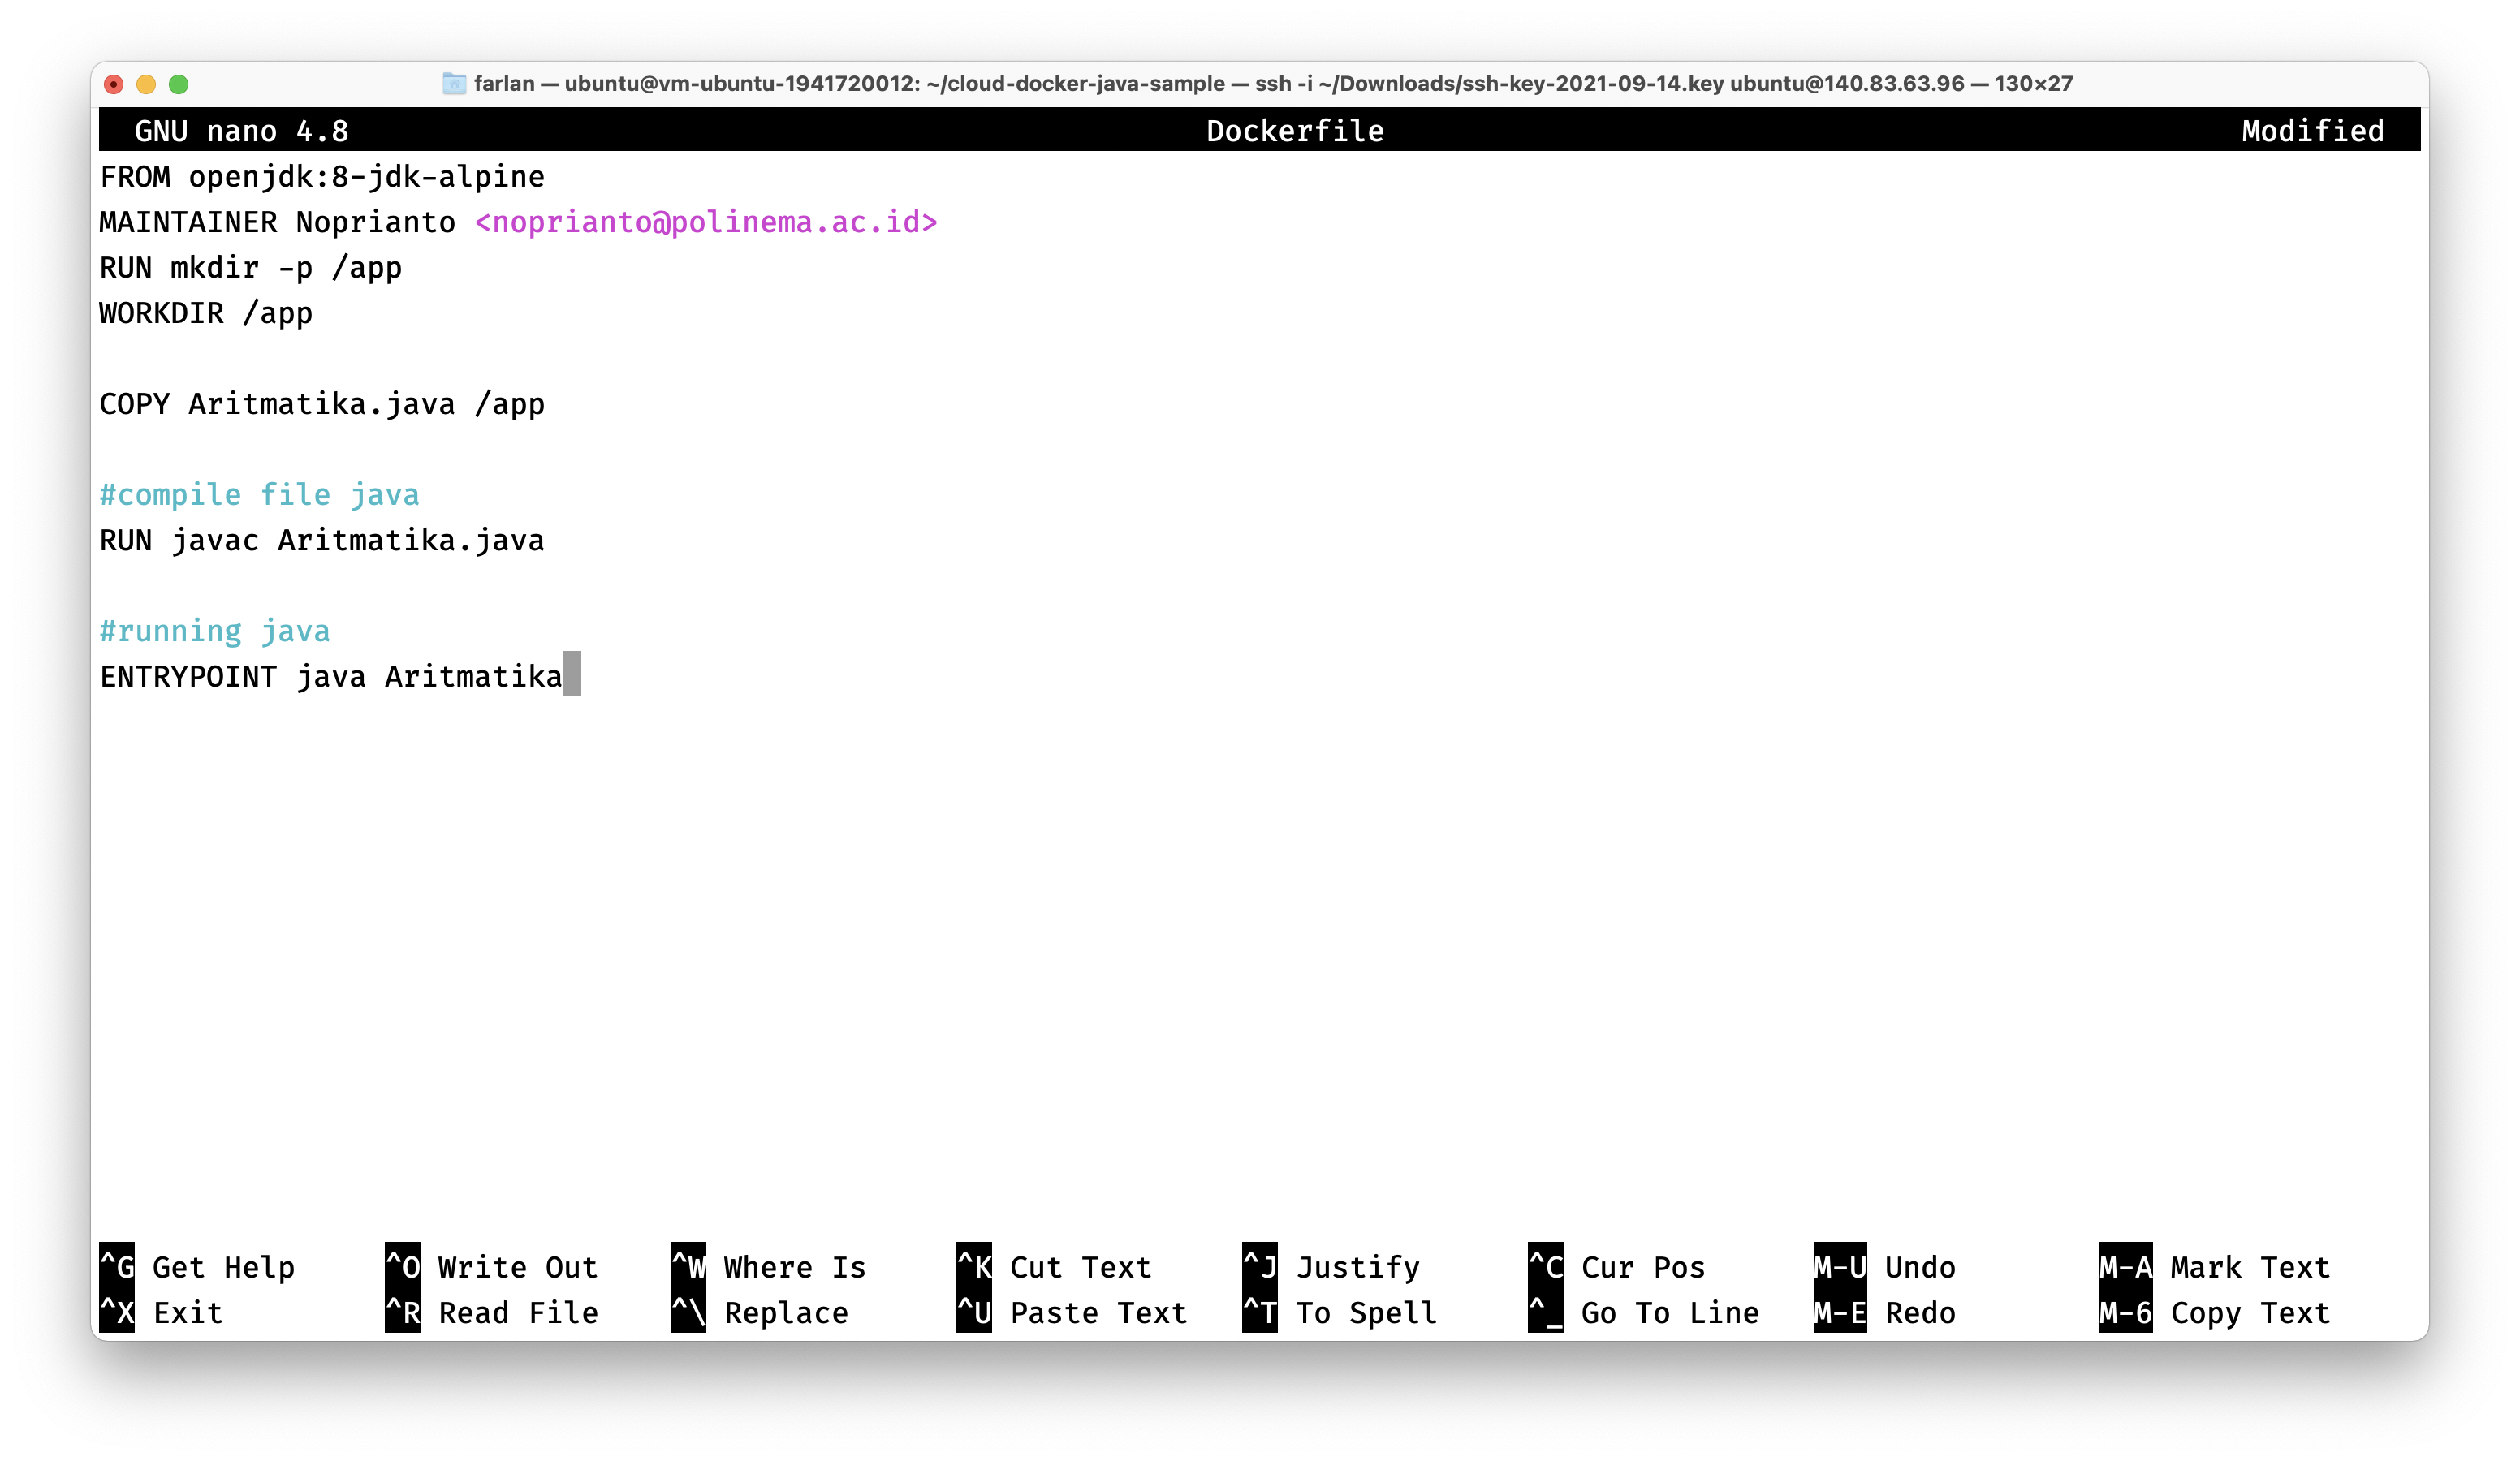 farlan — ubuntu@vm-ubuntu-1941720012: ~/cloud-docker-java-sample — ssh -i ~/Downloads/ssh-key-2021-09-14.key ubuntu@140.83.63.96 — 130×27
GNU nano 4.8 Dockerfile Modified
FROM openjdk:8-jdk-alpine
MAINTAINER Noprianto <noprianto@polinema.ac.id>
RUN mkdir -p /app
WORKDIR /app
COPY Aritmatika.java /app
#compile file java
RUN javac Aritmatika.java
#running java
ENTRYPOINT java Aritmatika
^G Get Help ^O Write Out ^W Where Is ^K Cut Text ^J Justify ^C Cur Pos M-U Undo M-A Mark Text
^X Exit ^R Read File ^\ Replace ^U Paste Text ^T To Spell ^_ Go To Line M-E Redo M-6 Copy Text